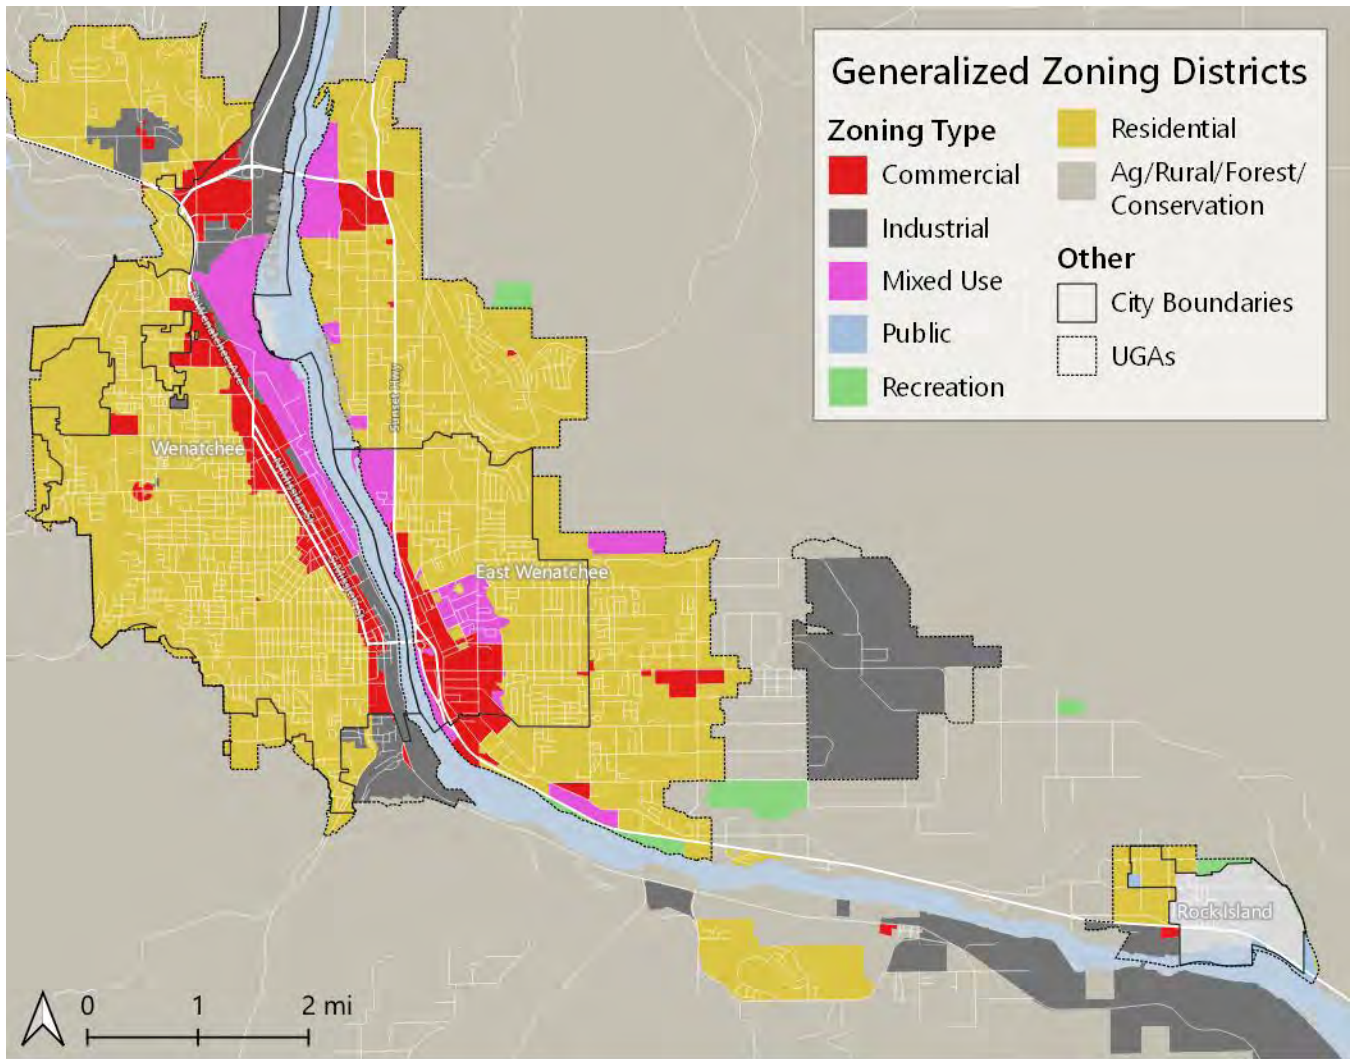 Generalized Zoning Districts
Zoning Type
Commercial
Industrial
Mixed Use
Public
Recreation
Residential
Ag/Rural/Forest/
Conservation
Other
City Boundaries
UGAs
Wenatchee
Sunset Hwy
East Wenatchee
Rock Island
0 1 2 mi